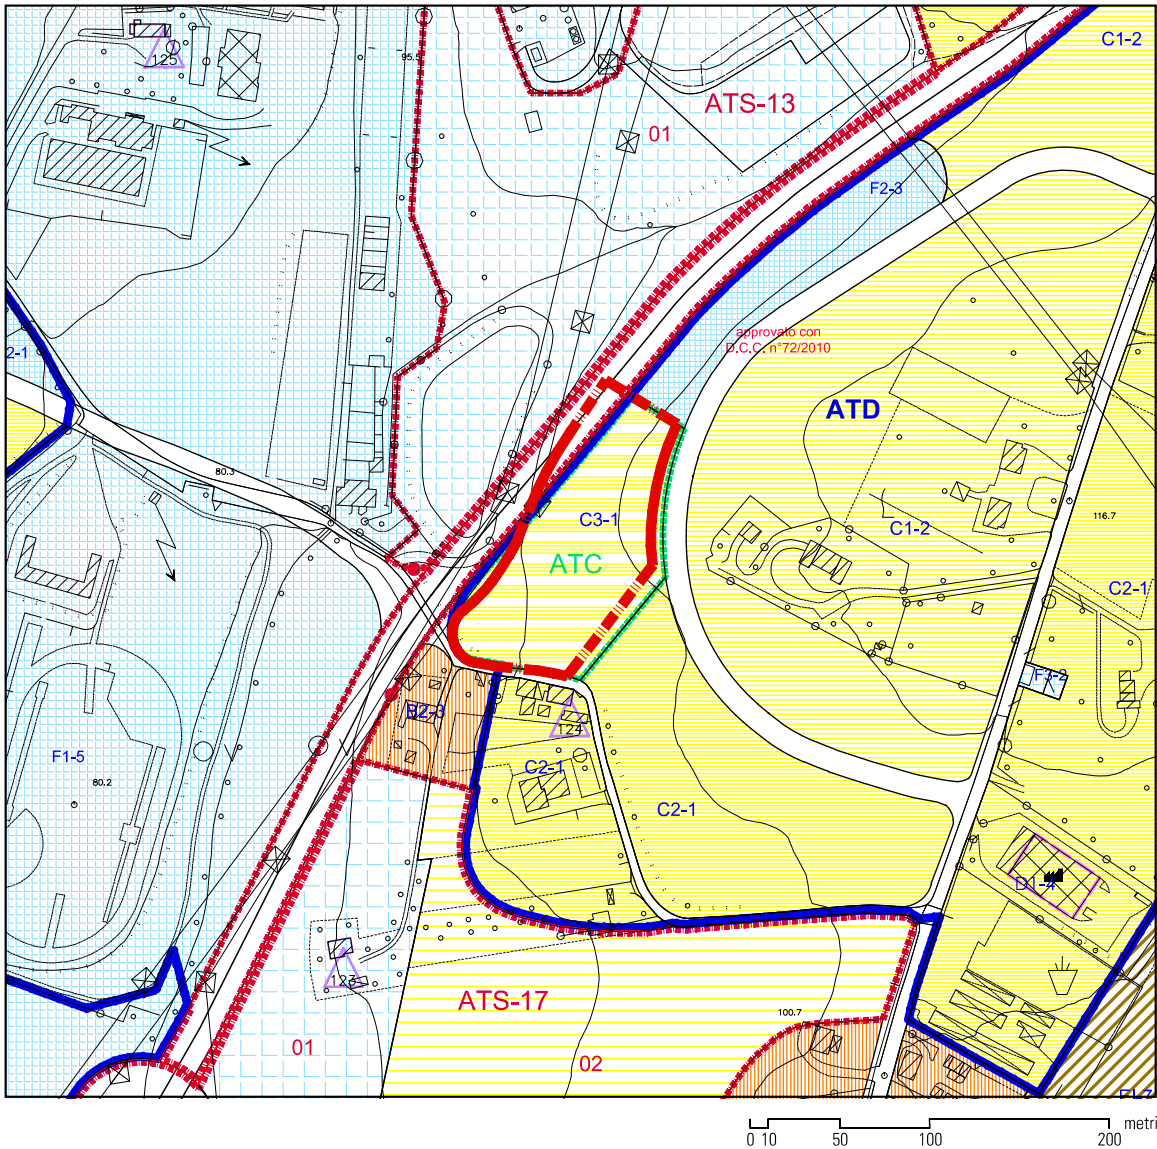 C1-2
125
95.5
ATS-13
01
F2-3
approvato con
D.C.C. n°72/2010
2-1
ATD
80.3
C3-1
116.7
C1-2
ATC
C2-1
F3-2
B2-3
124
F1-5
C2-1
80.2
C2-1
D1-4
123
ATS-17
100.7
01
02
metri
0 10 50 100 200